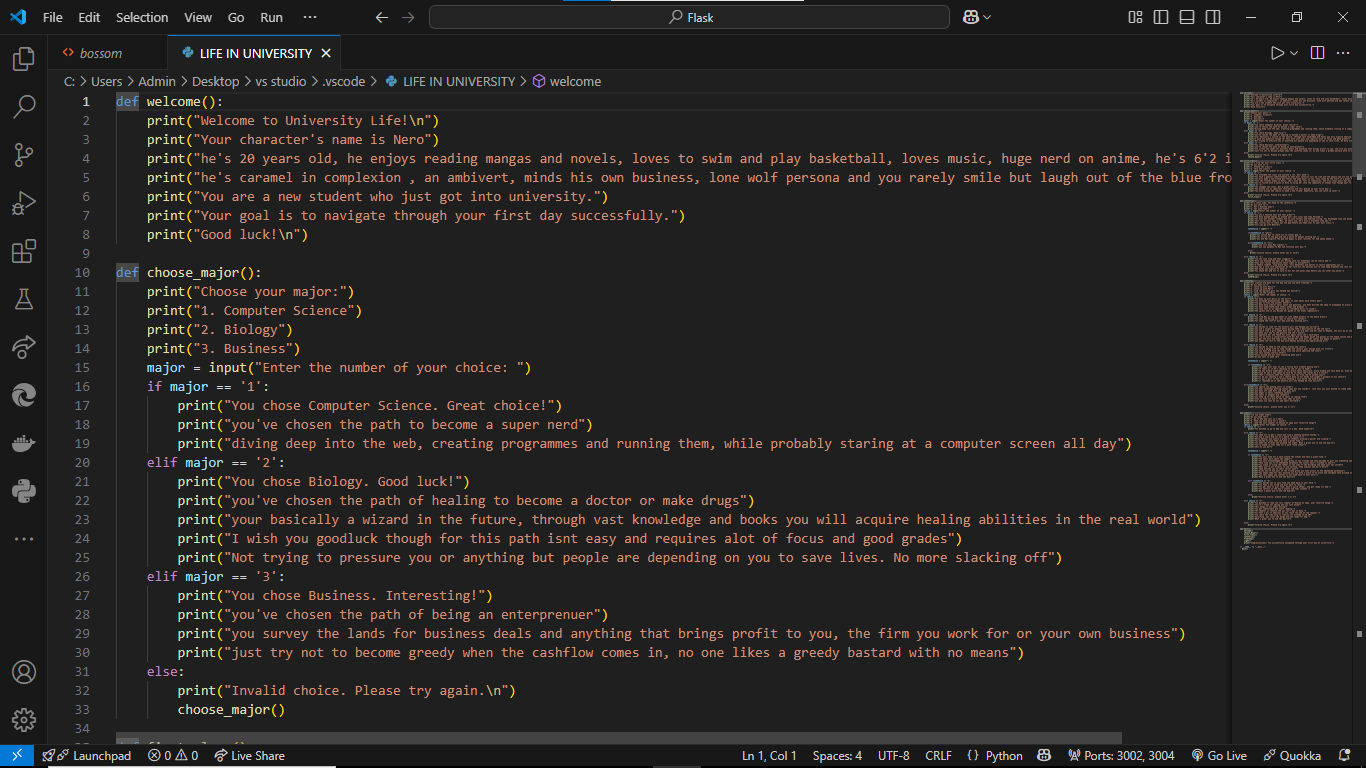 File Edit Selection View Go Run ··· Flask
bossom LIFE IN UNIVERSITY
C: > Users > Admin > Desktop > vs studio > .vscode > LIFE IN UNIVERSITY > welcome
1 def welcome():
2     print("Welcome to University Life!\n")
3     print("Your character's name is Nero")
4     print("he's 20 years old, he enjoys reading mangas and novels, loves to swim and play basketball, loves music, huge nerd on anime, he's 6'2 i
5     print("he's caramel in complexion , an ambivert, minds his own business, lone wolf persona and you rarely smile but laugh out of the blue fro
6     print("You are a new student who just got into university.")
7     print("Your goal is to navigate through your first day successfully.")
8     print("Good luck!\n")
9
10 def choose_major():
11     print("Choose your major:")
12     print("1. Computer Science")
13     print("2. Biology")
14     print("3. Business")
15     major = input("Enter the number of your choice: ")
16     if major == '1':
17         print("You chose Computer Science. Great choice!")
18         print("you've chosen the path to become a super nerd")
19         print("diving deep into the web, creating programmes and running them, while probably staring at a computer screen all day")
20     elif major == '2':
21         print("You chose Biology. Good luck!")
22         print("you've chosen the path of healing to become a doctor or make drugs")
23         print("your basically a wizard in the future, through vast knowledge and books you will acquire healing abilities in the real world")
24         print("I wish you goodluck though for this path isnt easy and requires alot of focus and good grades")
25         print("Not trying to pressure you or anything but people are depending on you to save lives. No more slacking off")
26     elif major == '3':
27         print("You chose Business. Interesting!")
28         print("you've chosen the path of being an enterprenuer")
29         print("you survey the lands for business deals and anything that brings profit to you, the firm you work for or your own business")
30         print("just try not to become greedy when the cashflow comes in, no one likes a greedy bastard with no means")
31     else:
32         print("Invalid choice. Please try again.\n")
33         choose_major()
34
Launchpad 0 0 Live Share Ln 1, Col 1 Spaces: 4 UTF-8 CRLF {} Python Ports: 3002, 3004 Go Live Quokka